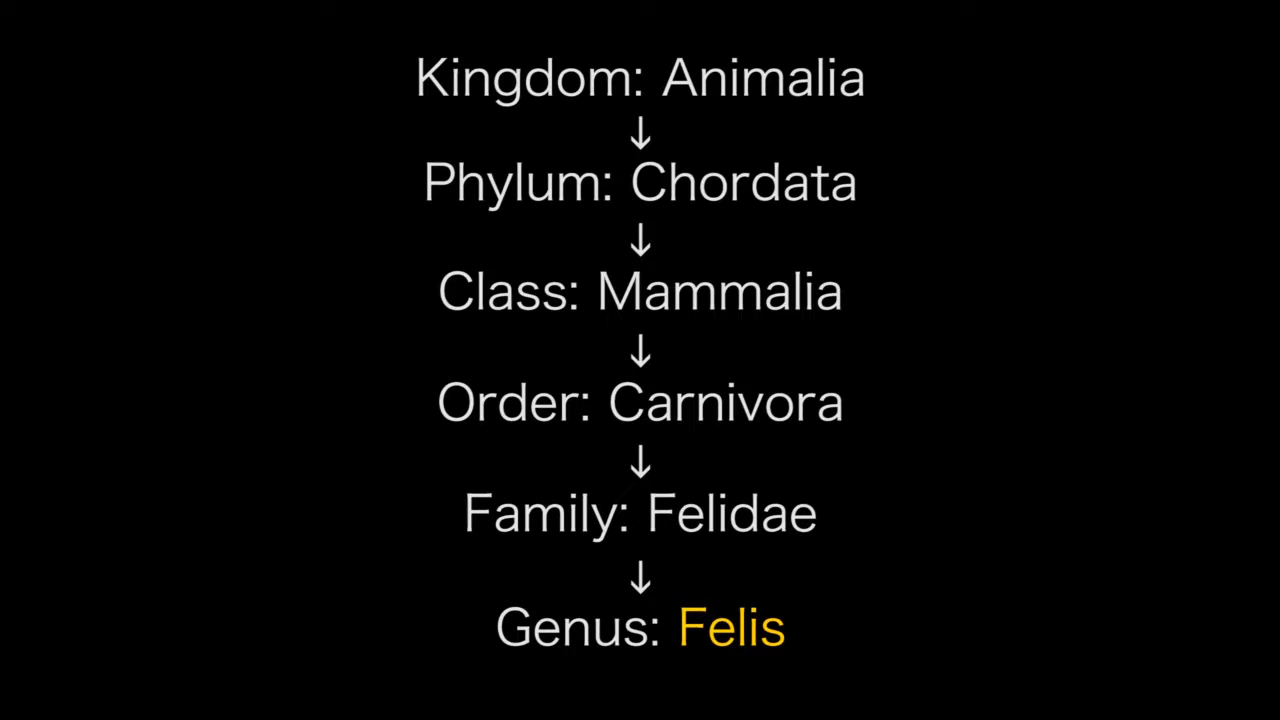 Kingdom: Animalia
↓
Phylum: Chordata
↓
Class: Mammalia
↓
Order: Carnivora
↓
Family: Felidae
↓
Genus: Felis